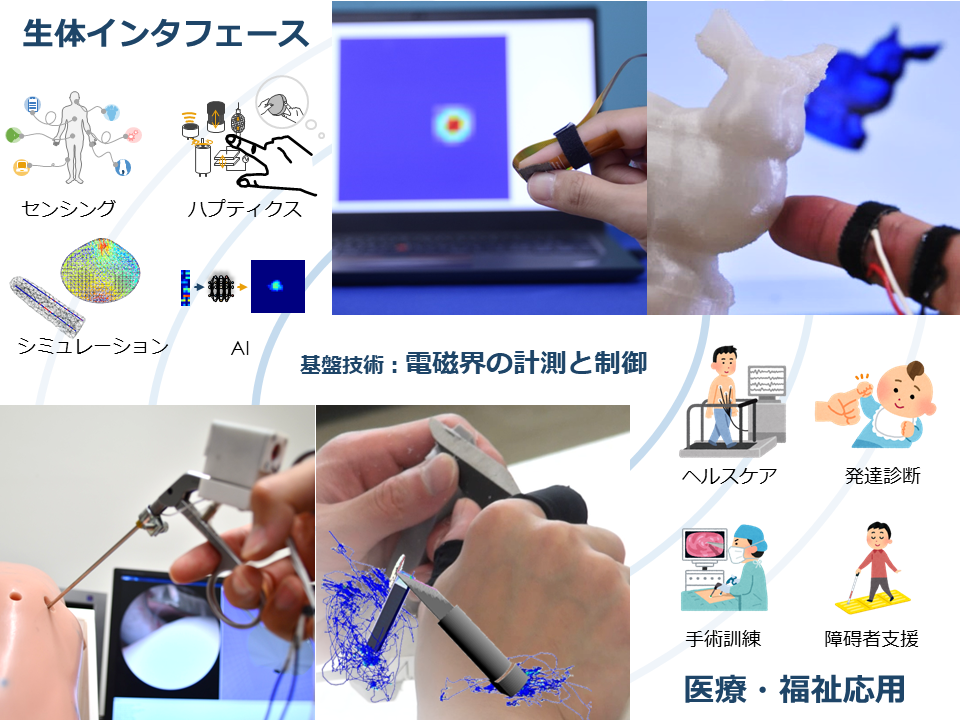 生体インタフェース
センシング
ハプティクス
シミュレーション
AI
基盤技術：電磁界の計測と制御
ヘルスケア
発達診断
手術訓練
障碍者支援
医療・福祉応用